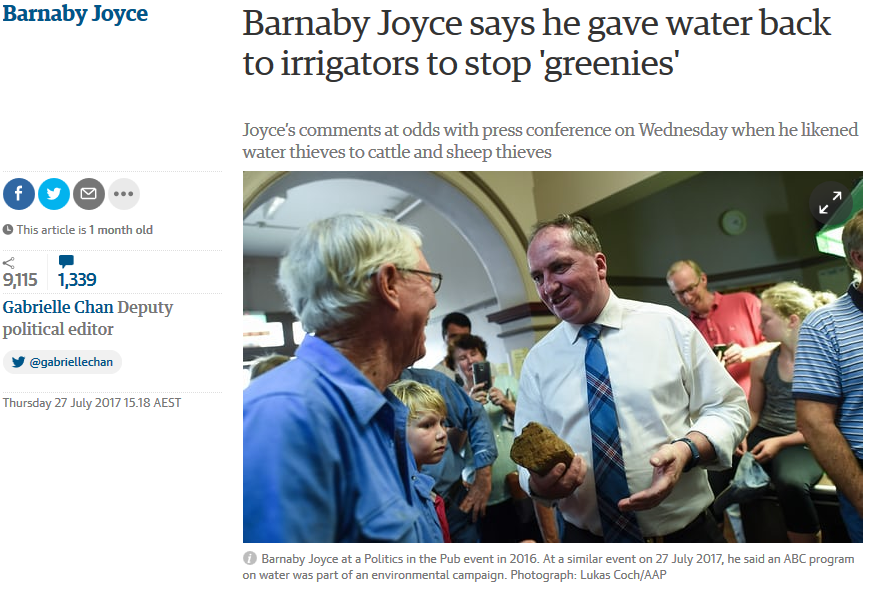 Barnaby Joyce
Barnaby Joyce says he gave water back
to irrigators to stop 'greenies'
Joyce's comments at odds with press conference on Wednesday when he likened
water thieves to cattle and sheep thieves
This article is 1 month old
9,115
1,339
Gabrielle Chan Deputy
political editor
@gabriellechan
Thursday 27 July 2017 15.18 AEST
Barnaby Joyce at a Politics in the Pub event in 2016. At a similar event on 27 July 2017, he said an ABC program
on water was part of an environmental campaign. Photograph: Lukas Coch/AAP